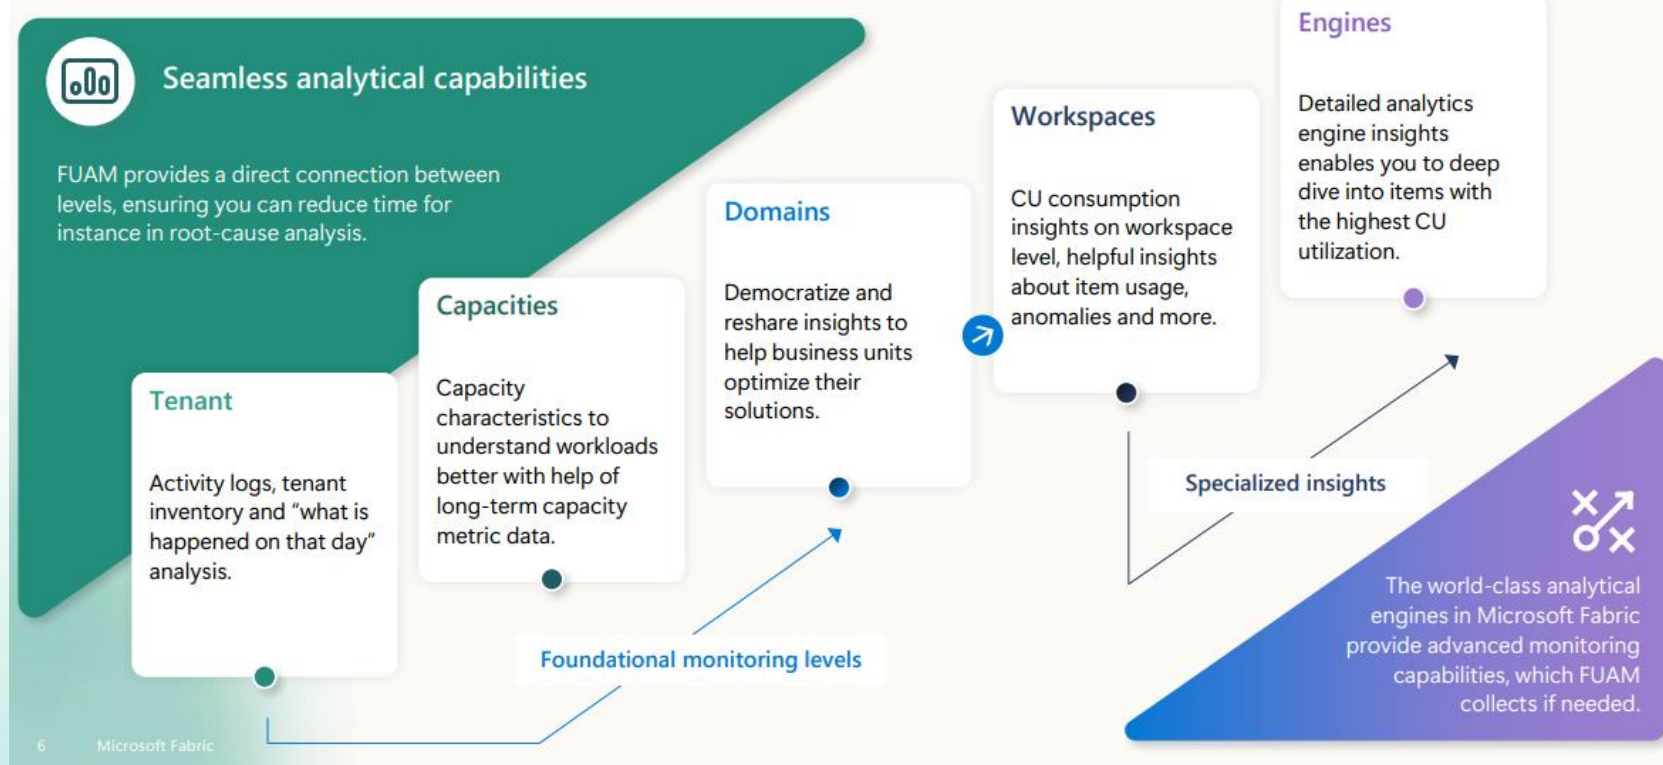 Seamless analytical capabilities
FUAM provides a direct connection between
levels, ensuring you can reduce time for
instance in root-cause analysis.
Tenant
Activity logs, tenant
inventory and “what is
happened on that day”
analysis.
Capacities
Capacity
characteristics to
understand workloads
better with help of
long-term capacity
metric data.
Domains
Democratize and
reshare insights to
help business units
optimize their
solutions.
Workspaces
CU consumption
insights on workspace
level, helpful insights
about item usage,
anomalies and more.
Engines
Detailed analytics
engine insights
enables you to deep
dive into items with
the highest CU
utilization.
Foundational monitoring levels
Specialized insights
The world-class analytical
engines in Microsoft Fabric
provide advanced monitoring
capabilities, which FUAM
collects if needed.
6 Microsoft Fabric